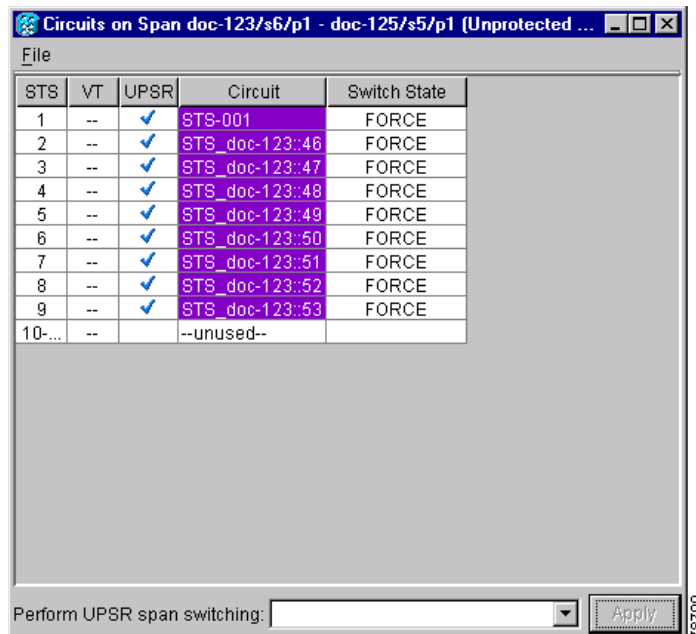 Circuits on Span doc-123/s6/p1 - doc-125/s5/p1 (Unprotected ...
File
STS VT UPSR Circuit Switch State
1 -- STS-001 FORCE
2 -- STS_doc-123::46 FORCE
3 -- STS_doc-123::47 FORCE
4 -- STS_doc-123::48 FORCE
5 -- STS_doc-123::49 FORCE
6 -- STS_doc-123::50 FORCE
7 -- STS_doc-123::51 FORCE
8 -- STS_doc-123::52 FORCE
9 -- STS_doc-123::53 FORCE
10-... -- --unused--
Perform UPSR span switching: Apply